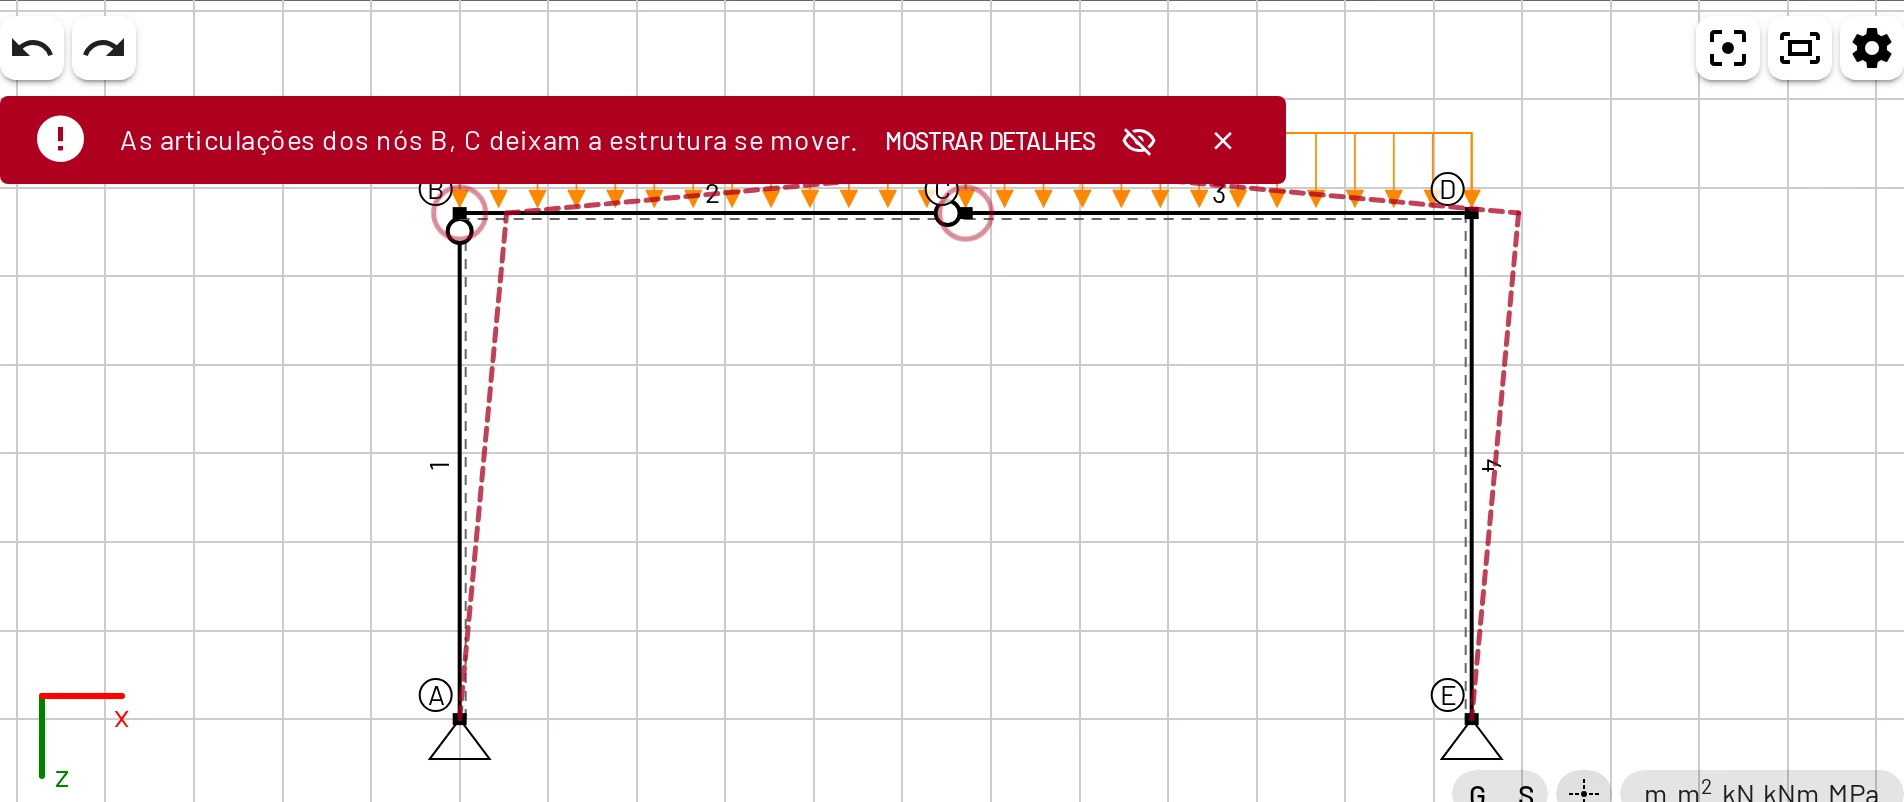 As articulações dos nós B, C deixam a estrutura se mover. MOSTRAR DETALHES
B 2 C 3 D
1 4
A E
x
z
G S m m² kN kNm MPa